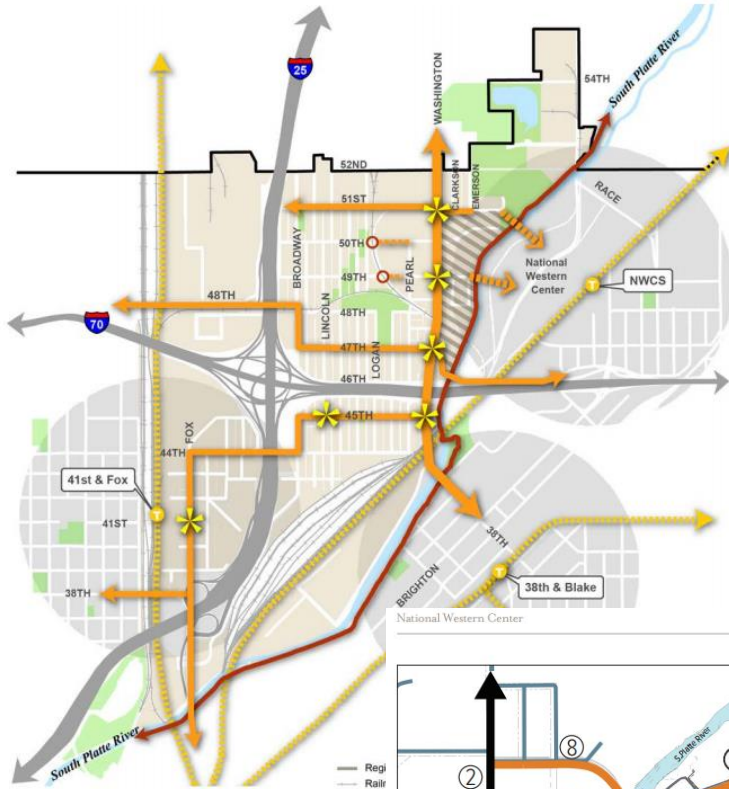 25
WASHINGTON
54TH
South Platte River
52ND
CLARKSON
EMERSON
51ST
RACE
BROADWAY
50TH
PEARL
National
Western
Center
49TH
NWCS
48TH
LINCOLN
48TH
70
LOGAN
47TH
46TH
45TH
FOX
44TH
41st & Fox
T
T
41ST
38TH
38TH
T
38th & Blake
BRIGHTON
National Western Center
South Platte River
8
S.Platte River
2
Regi
Railr